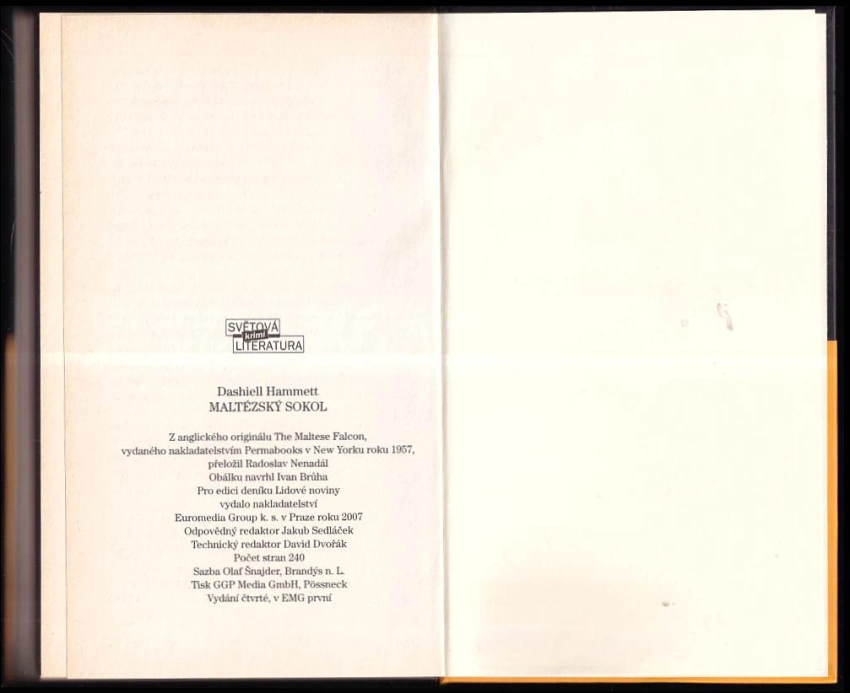 SVĚTOVÁ
krimi
LITERATURA
Dashiell Hammett
MALTÉZSKÝ SOKOL
Z anglického originálu The Maltese Falcon,
vydaného nakladatelstvím Permabooks v New Yorku roku 1957,
přeložil Radoslav Nenadál
Obálku navrhl Ivan Brůha
Pro edici deníku Lidové noviny
vydalo nakladatelství
Euromedia Group k. s. v Praze roku 2007
Odpovědný redaktor Jakub Sedláček
Technický redaktor David Dvořák
Počet stran 240
Sazba Olaf Šnajder, Brandýs n. L.
Tisk GGP Media GmbH, Pössneck
Vydání čtvrté, v EMG první